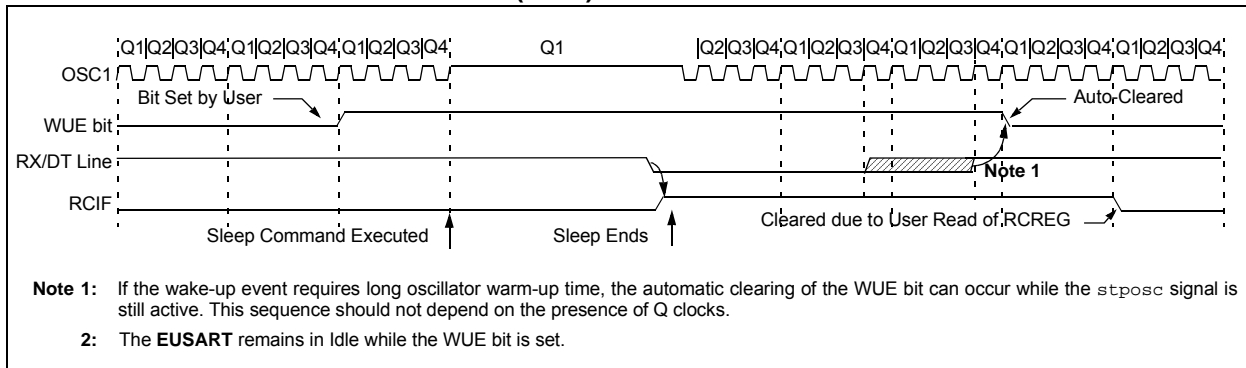 Q1|Q2|Q3|Q4|Q1|Q2|Q3|Q4|Q1|Q2|Q3|Q4 Q1 |Q2|Q3|Q4|Q1|Q2|Q3|Q4|Q1|Q2|Q3|Q4|Q1|Q2|Q3|Q4|Q1|Q2|Q3|Q4
OSC1
Bit Set by User
Auto-Cleared
WUE bit
RX/DT Line
Note 1
RCIF
Cleared due to User Read of RCREG
Sleep Command Executed
Sleep Ends
Note 1: If the wake-up event requires long oscillator warm-up time, the automatic clearing of the WUE bit can occur while the stposc signal is
still active. This sequence should not depend on the presence of Q clocks.
2: The EUSART remains in Idle while the WUE bit is set.